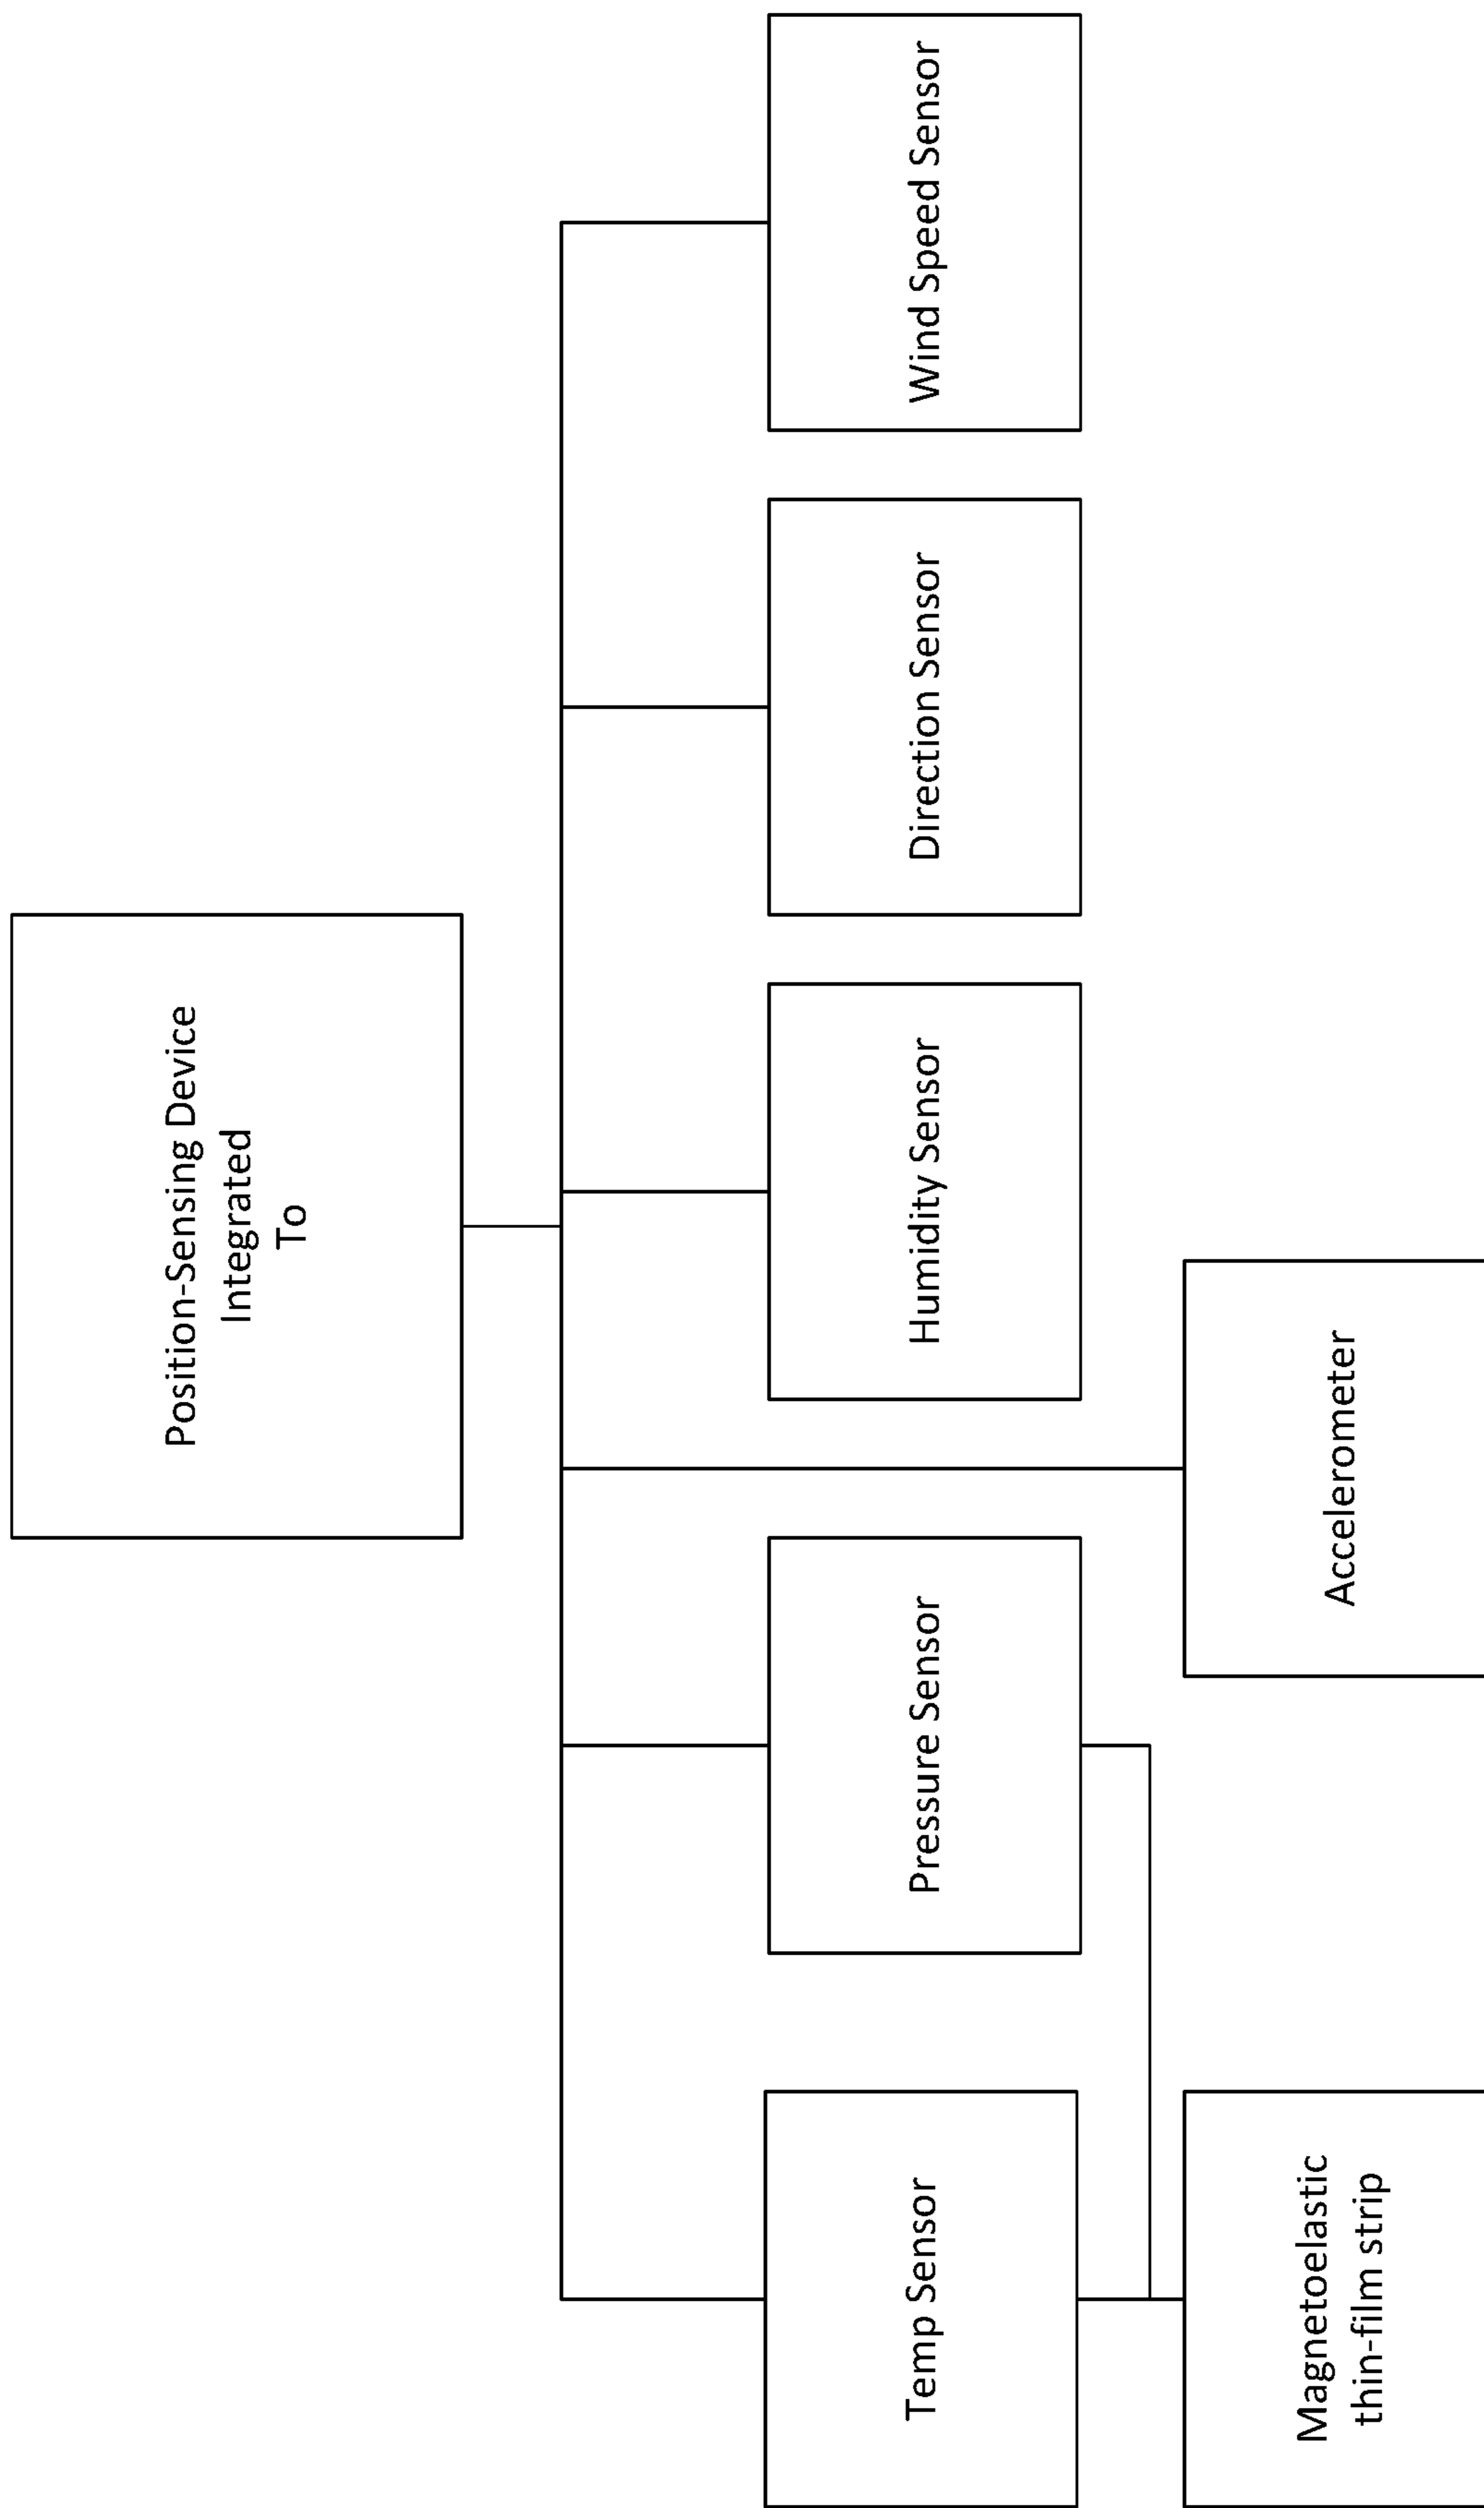 Position-Sensing Device
Integrated
To
Temp Sensor
Pressure Sensor
Humidity Sensor
Direction Sensor
Wind Speed Sensor
Magnetoelastic
thin-film strip
Accelerometer